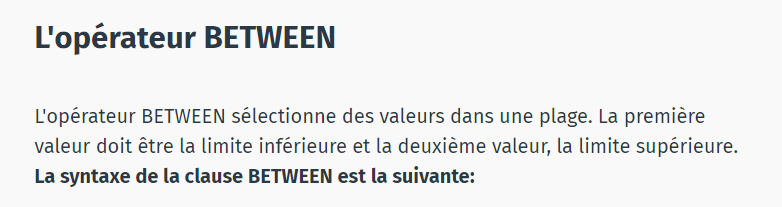 L'opérateur BETWEEN
L'opérateur BETWEEN sélectionne des valeurs dans une plage. La première
valeur doit être la limite inférieure et la deuxième valeur, la limite supérieure.
La syntaxe de la clause BETWEEN est la suivante: